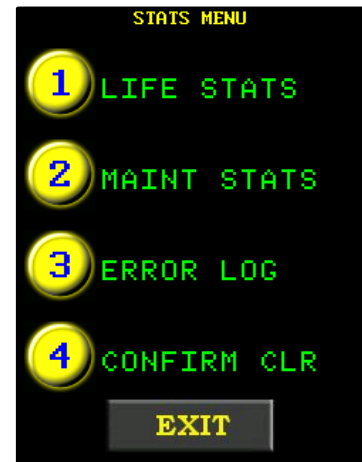 STATS MENU
1 LIFE STATS
2 MAINT STATS
3 ERROR LOG
4 CONFIRM CLR
EXIT